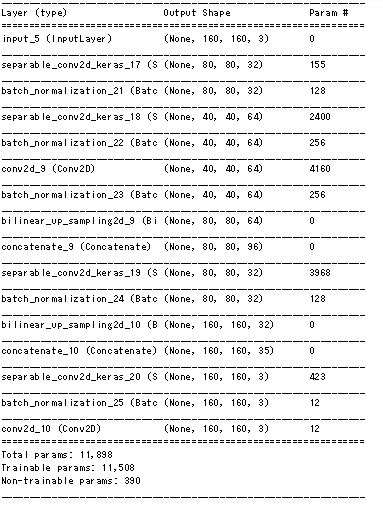 Layer (type) Output Shape Param #
input_5 (InputLayer) (None, 160, 160, 3) 0
separable_conv2d_keras_17 (S (None, 80, 80, 32) 155
batch_normalization_21 (Batc (None, 80, 80, 32) 128
separable_conv2d_keras_18 (S (None, 40, 40, 64) 2400
batch_normalization_22 (Batc (None, 40, 40, 64) 256
conv2d_9 (Conv2D) (None, 40, 40, 64) 4160
batch_normalization_23 (Batc (None, 40, 40, 64) 256
bilinear_up_sampling2d_9 (Bi (None, 80, 80, 64) 0
concatenate_9 (Concatenate) (None, 80, 80, 96) 0
separable_conv2d_keras_19 (S (None, 80, 80, 32) 3968
batch_normalization_24 (Batc (None, 80, 80, 32) 128
bilinear_up_sampling2d_10 (B (None, 160, 160, 32) 0
concatenate_10 (Concatenate) (None, 160, 160, 35) 0
separable_conv2d_keras_20 (S (None, 160, 160, 3) 423
batch_normalization_25 (Batc (None, 160, 160, 3) 12
conv2d_10 (Conv2D) (None, 160, 160, 3) 12
Total params: 11,898
Trainable params: 11,508
Non-trainable params: 390